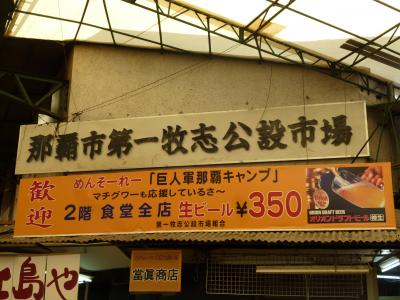 那覇市第一牧志公設市場
歓迎
めんそーれー「巨人軍那覇キャンプ」
マチグヮーも応援しているさ～
2階 食堂全店 生ビール¥350
第一牧志公設市場組合
ORION DRAFT BEER
オリオンドラフトビール
島や
當眞商店